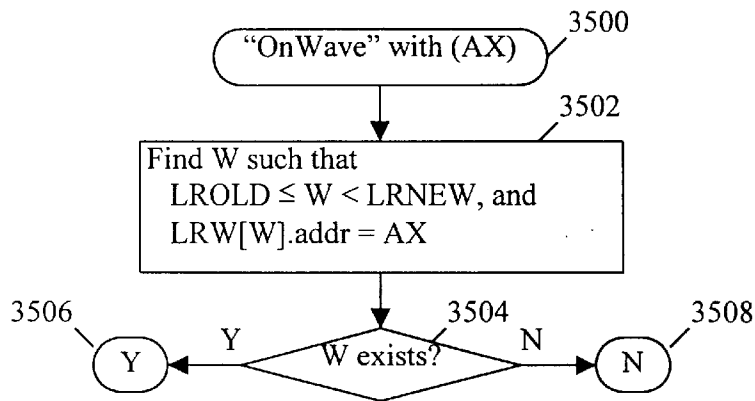 "OnWave" with (AX)
3500
3502
Find W such that
LROLD ≤ W < LRNEW, and
LRW[W].addr = AX
3506
Y
3504
N
3508
Y
W exists?
N